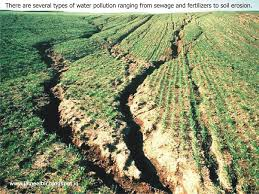 There are several types of water pollution ranging from sewage and fertilizers to soil erosion.